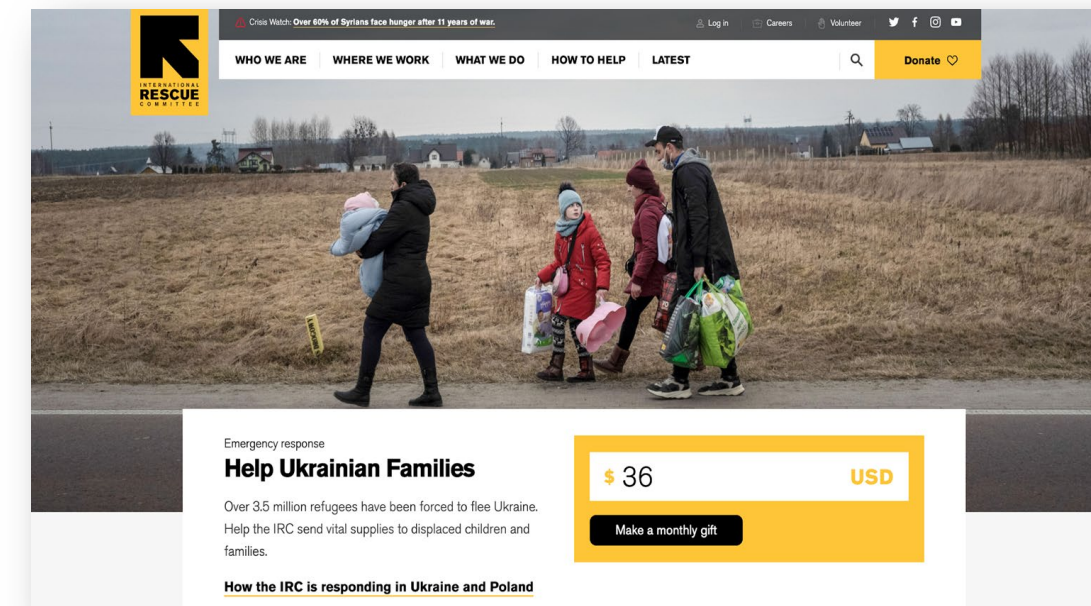 Crisis Watch: Over 60% of Syrians face hunger after 11 years of war.
Log in
Careers
Volunteer
INTERNATIONAL
RESCUE
COMMITTEE
WHO WE ARE
WHERE WE WORK
WHAT WE DO
HOW TO HELP
LATEST
Donate
Emergency response
Help Ukrainian Families
Over 3.5 million refugees have been forced to flee Ukraine.
Help the IRC send vital supplies to displaced children and
families.
How the IRC is responding in Ukraine and Poland
$ 36 USD
Make a monthly gift